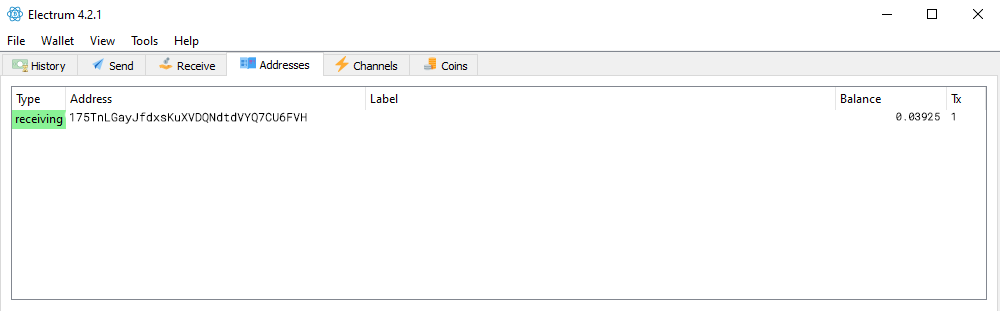 Electrum 4.2.1
File Wallet View Tools Help
History Send Receive Addresses Channels Coins
Type Address Label Balance Tx
receiving 175TnLGayJfdxsKuXVDQNdtdVYQ7CU6FVH 0.03925 1